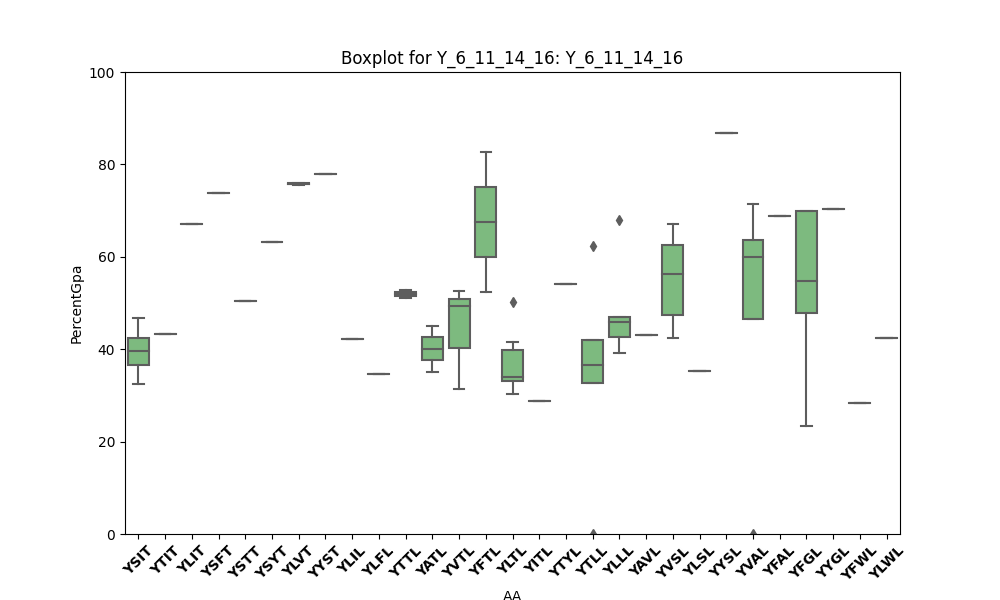 Boxplot for Y_6_11_14_16: Y_6_11_14_16
100
80
60
40
20
0
PercentGpa
YSIT YTIT YLIT YSFT YSTT YSYT YLVT YYST YLIL YLFL YTTL YATL YVTL YFTL YLTL YITL YTYL YTLL YLLL YAVL YVSL YLSL YYSL YVAL YFAL YFGL YYGL YFWL YLWL
AA